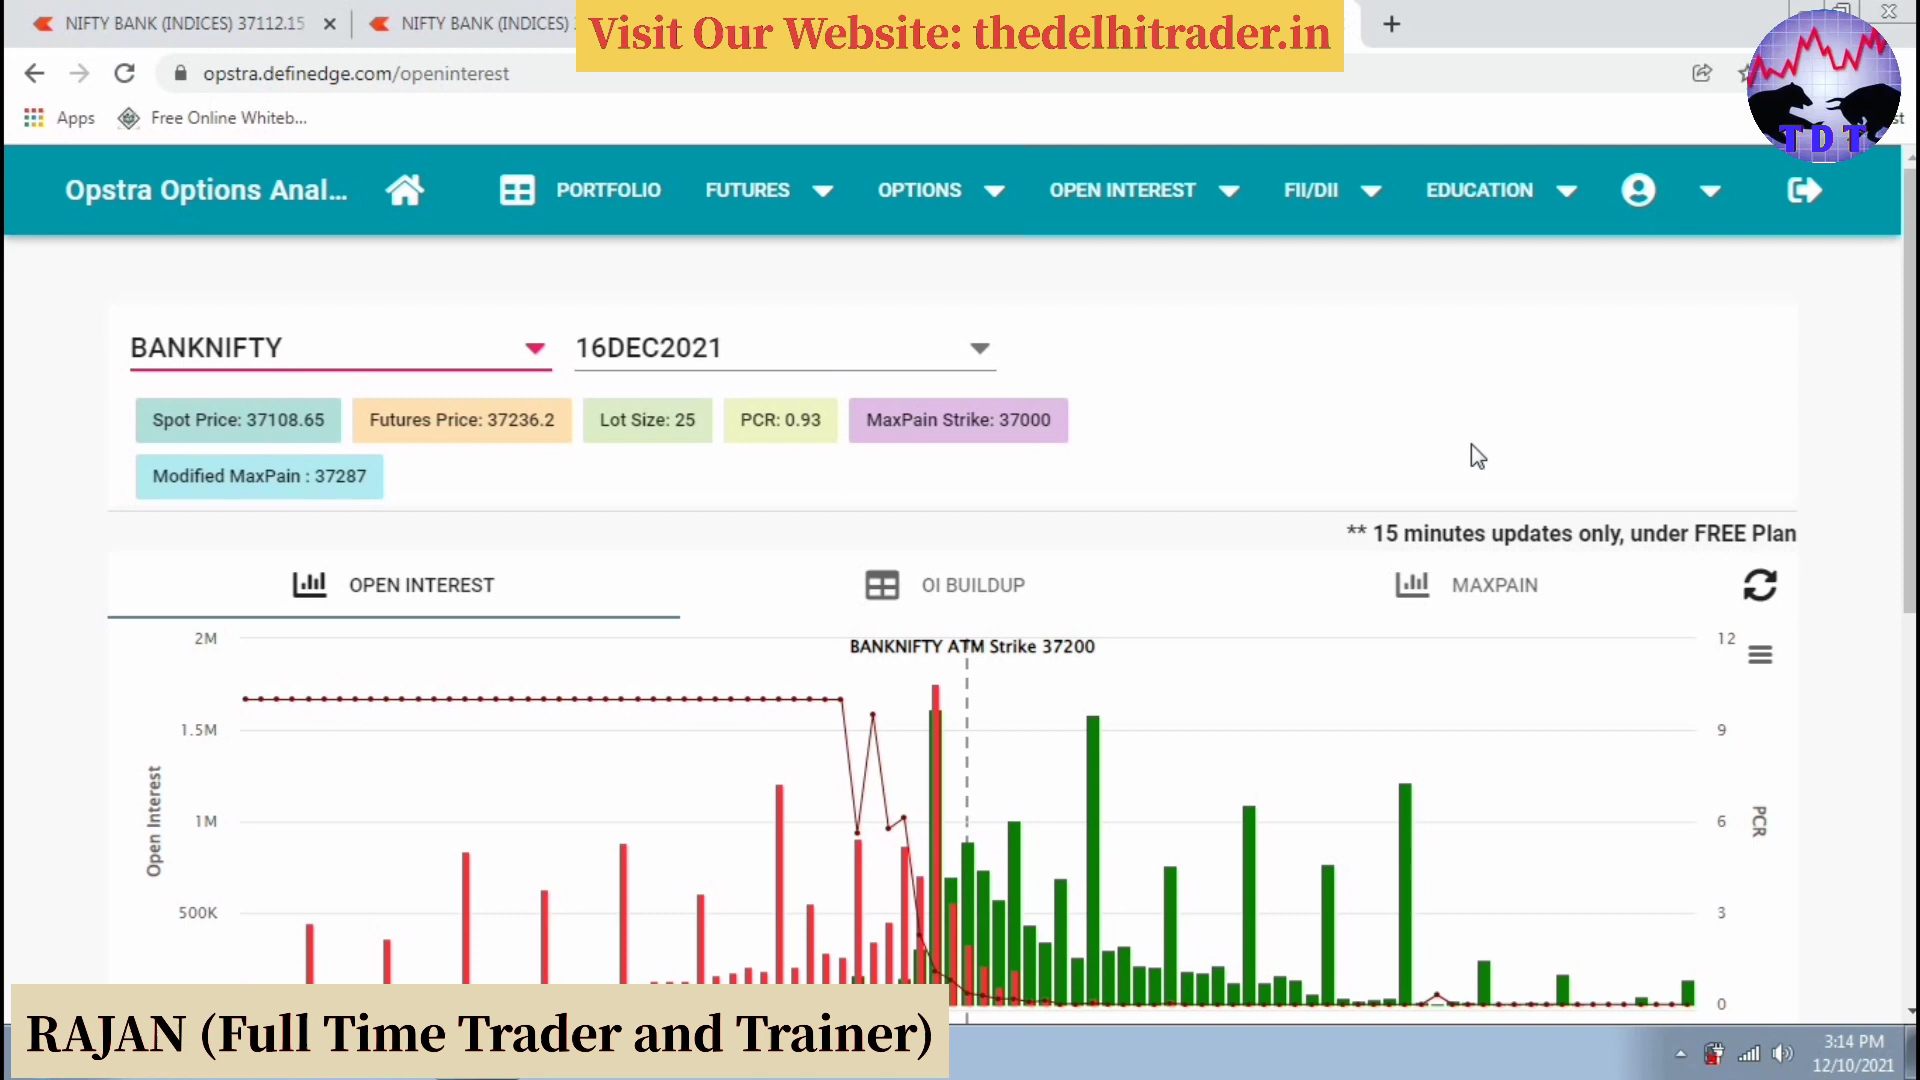 NIFTY BANK (INDICES) 37112.15
NIFTY BANK (INDICES)
Visit Our Website: thedelhitrader.in
opstra.definedge.com/openinterest
Apps
Free Online Whiteb...
TDT
Opstra Options Anal...
PORTFOLIO
FUTURES
OPTIONS
OPEN INTEREST
FII/DII
EDUCATION
BANKNIFTY
16DEC2021
Spot Price: 37108.65
Futures Price: 37236.2
Lot Size: 25
PCR: 0.93
MaxPain Strike: 37000
Modified MaxPain : 37287
** 15 minutes updates only, under FREE Plan
OPEN INTEREST
OI BUILDUP
MAXPAIN
BANKNIFTY ATM Strike 37200
2M
1.5M
1M
500K
Open Interest
12
9
6
3
0
PCR
RAJAN (Full Time Trader and Trainer)
3:14 PM
12/10/2021